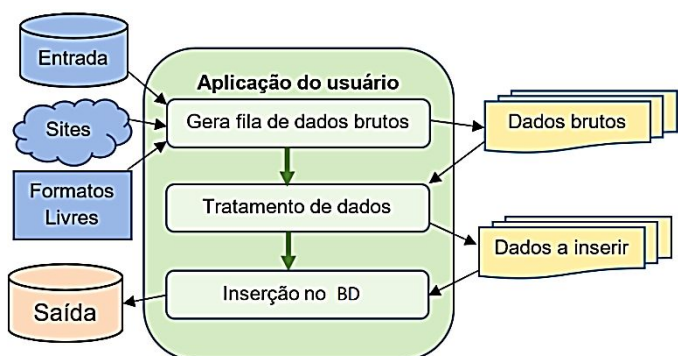 Entrada
Sites
Formatos
Livres
Saída
Aplicação do usuário
Gera fila de dados brutos
Tratamento de dados
Inserção no BD
Dados brutos
Dados a inserir